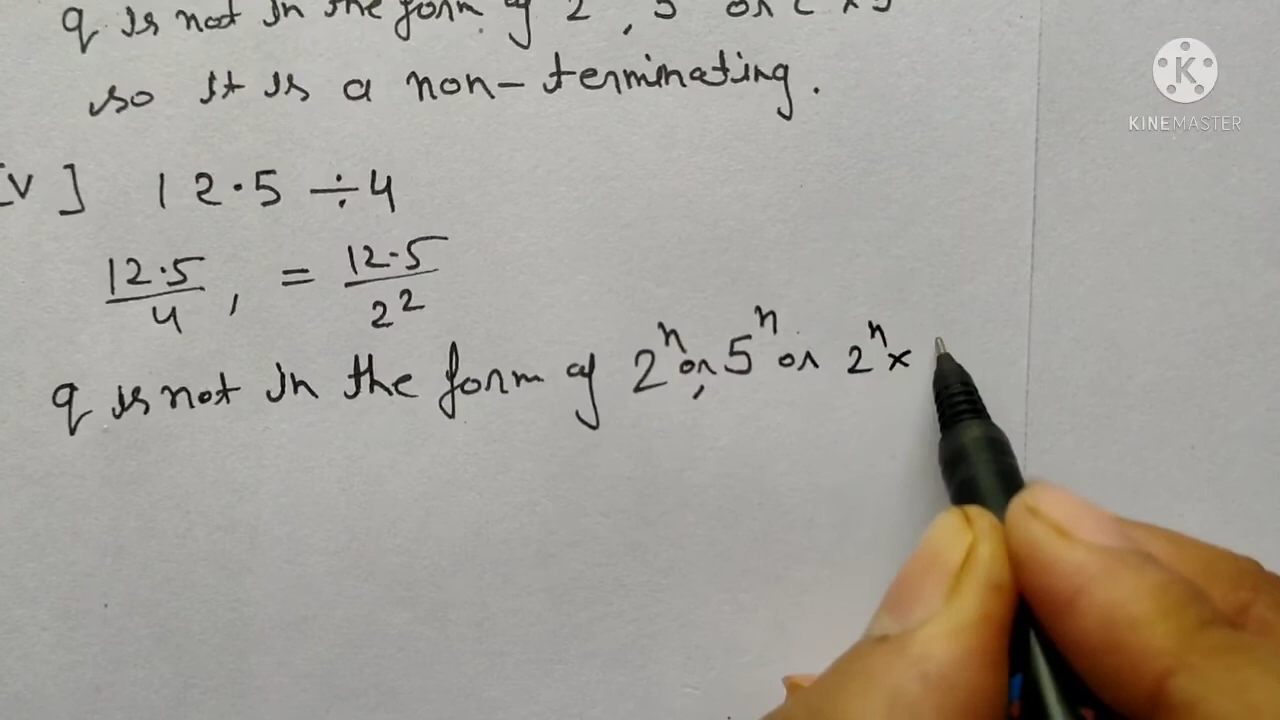 q is not in the form of 2 , 5 or 2 × 5
so it is a non-terminating.
KINEMASTER
[V] 12.5 ÷ 4
12.5/4 , = 12.5/2²
q is not in the form of 2ⁿ or, 5ⁿ or 2ⁿ ×